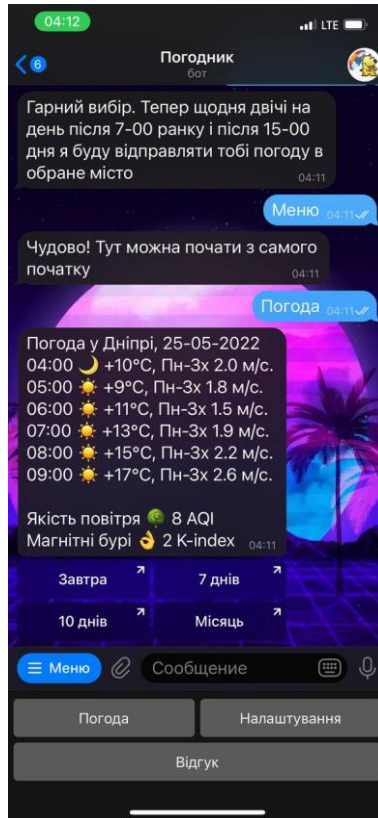 04:12
LTE
6
Погодник
бот
Гарний вибір. Тепер щодня двічі на
день після 7-00 ранку і після 15-00
дня я буду відправляти тобі погоду в
обране місто
04:11
Меню 04:11
Чудово! Тут можна почати з самого
початку
04:11
Погода 04:11
Погода у Дніпрі, 25-05-2022
04:00 🌙 +10°C, Пн-Зх 2.0 м/с.
05:00 ☀️ +9°C, Пн-Зх 1.8 м/с.
06:00 ☀️ +11°C, Пн-Зх 1.5 м/с.
07:00 ☀️ +13°C, Пн-Зх 1.9 м/с.
08:00 ☀️ +15°C, Пн-Зх 2.2 м/с.
09:00 ☀️ +17°C, Пн-Зх 2.6 м/с.
Якість повітря 🌳 8 AQI
Магнітні бурі 👌 2 K-index 04:11
Завтра 7 днів
10 днів Місяць
Меню Сообщение
Погода Налаштування
Відгук